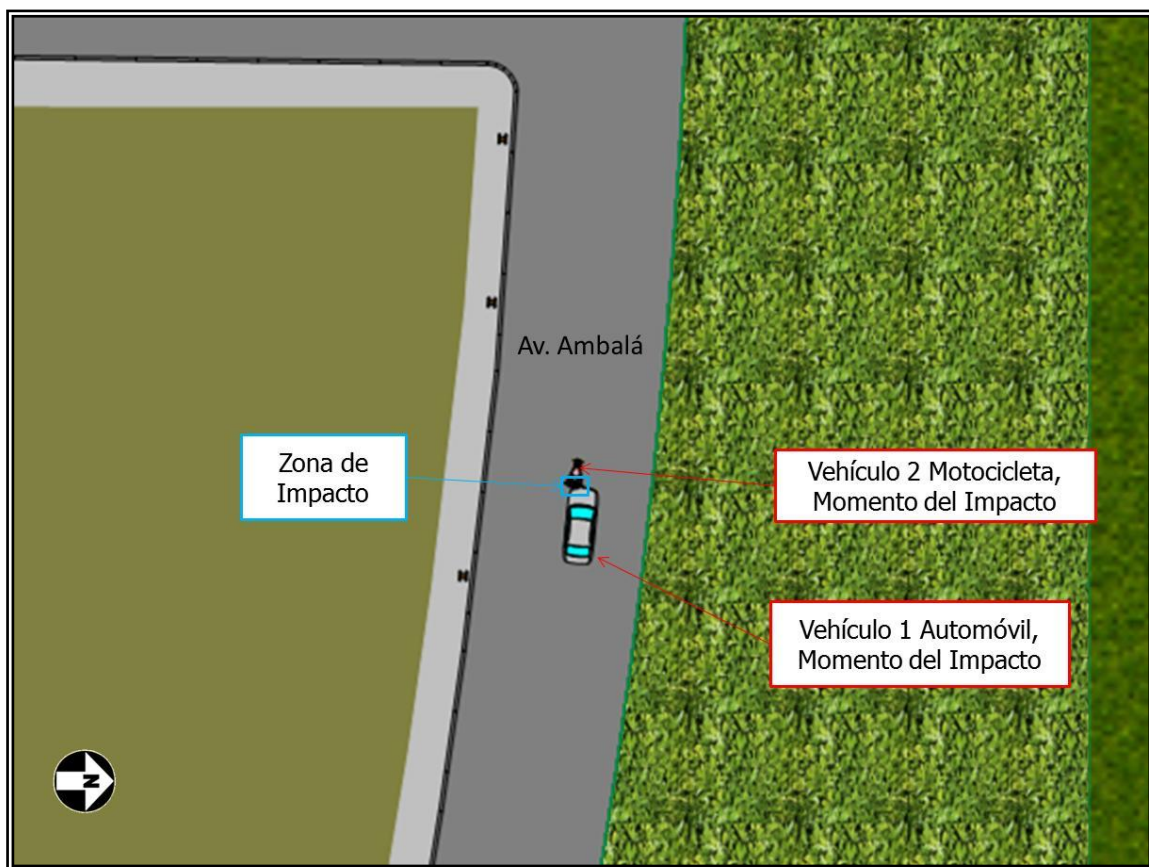 Av. Ambalá
Zona de
Impacto
Vehículo 2 Motocicleta,
Momento del Impacto
Vehículo 1 Automóvil,
Momento del Impacto
N